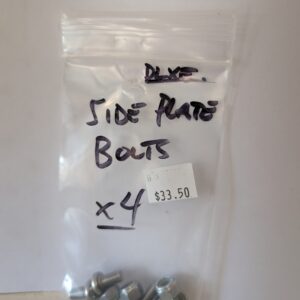 DLXE.
SIDE PLATE
BOLTS
x4
$33.50